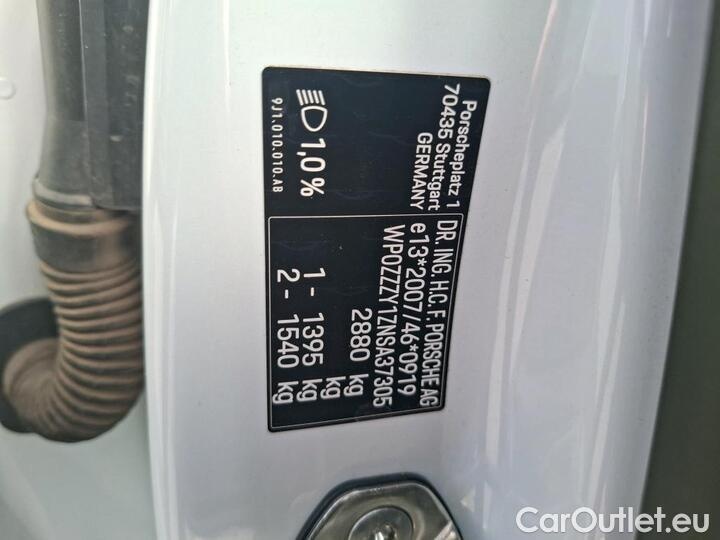 Porscheplatz 1
70435 Stuttgart
GERMANY
DR. ING. H.C. F. PORSCHE AG
e13*2007/46*0919
WP0ZZZY17NSA37305
2880 kg
1 - 1395 kg
2 - 1540 kg
1,0%
9J1.010.010.AB
CarOutlet.eu